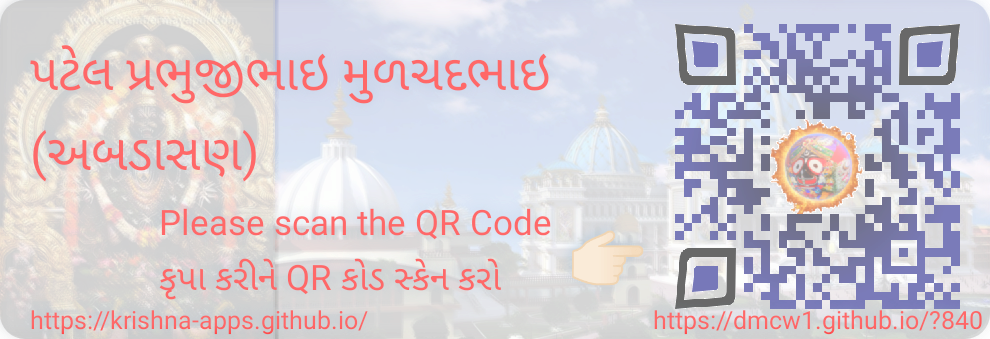 પટેલ પ્રભુજીભાઇ મુળચદભાઇ
(અબડાસણ)
Please scan the QR Code
કૃપા કરીને QR કોડ સ્કેન કરો
https://krishna-apps.github.io/
https://dmcw1.github.io/?840